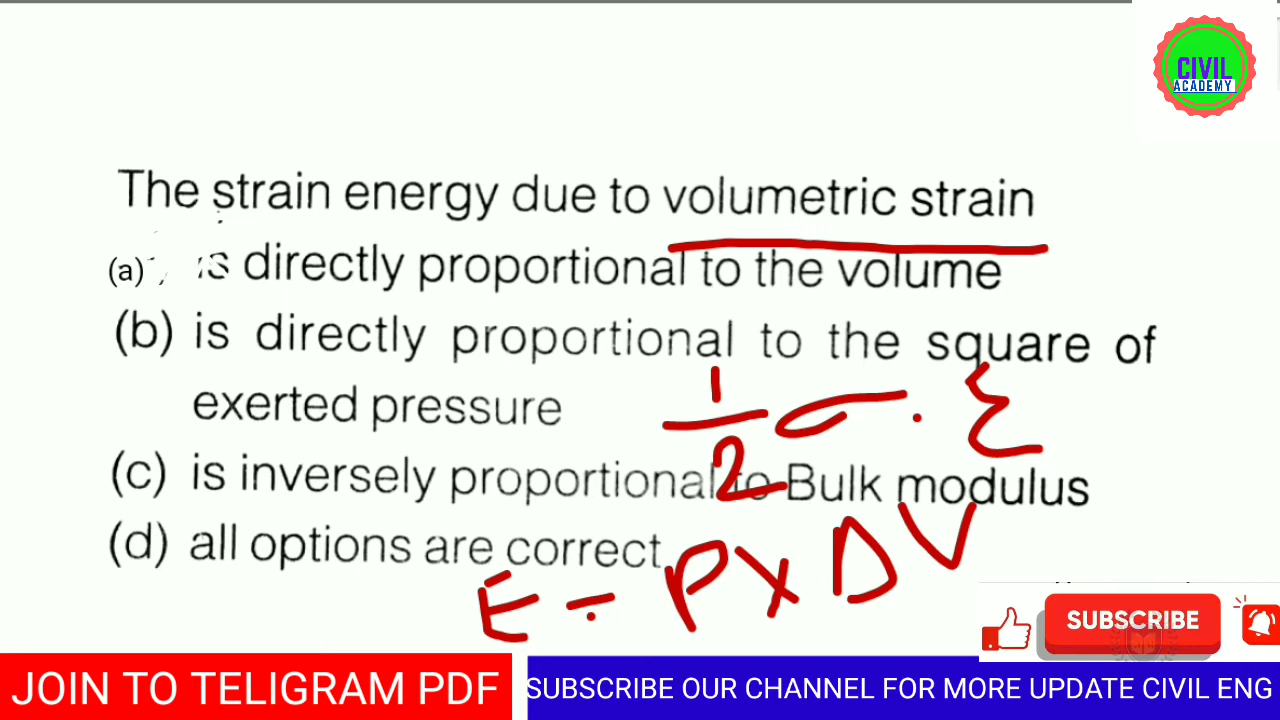 CIVIL
ACADEMY
The strain energy due to volumetric strain
(a) is directly proportional to the volume
(b) is directly proportional to the square of
exerted pressure
1/2 σ . Ɛ
(c) is inversely proportional to Bulk modulus
(d) all options are correct
E = P x D V
SUBSCRIBE
JOIN TO TELIGRAM PDF
SUBSCRIBE OUR CHANNEL FOR MORE UPDATE CIVIL ENG